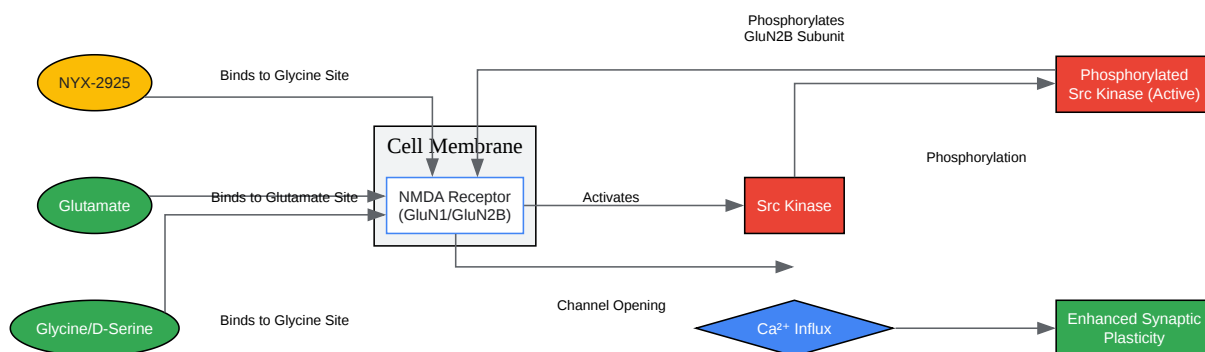 Phosphorylates
GluN2B Subunit
NYX-2925
Binds to Glycine Site
Phosphorylated
Src Kinase (Active)
Cell Membrane
Phosphorylation
Glutamate
Binds to Glutamate Site
NMDA Receptor
(GluN1/GluN2B)
Activates
Src Kinase
Glycine/D-Serine
Binds to Glycine Site
Channel Opening
Ca²⁺ Influx
Enhanced Synaptic
Plasticity